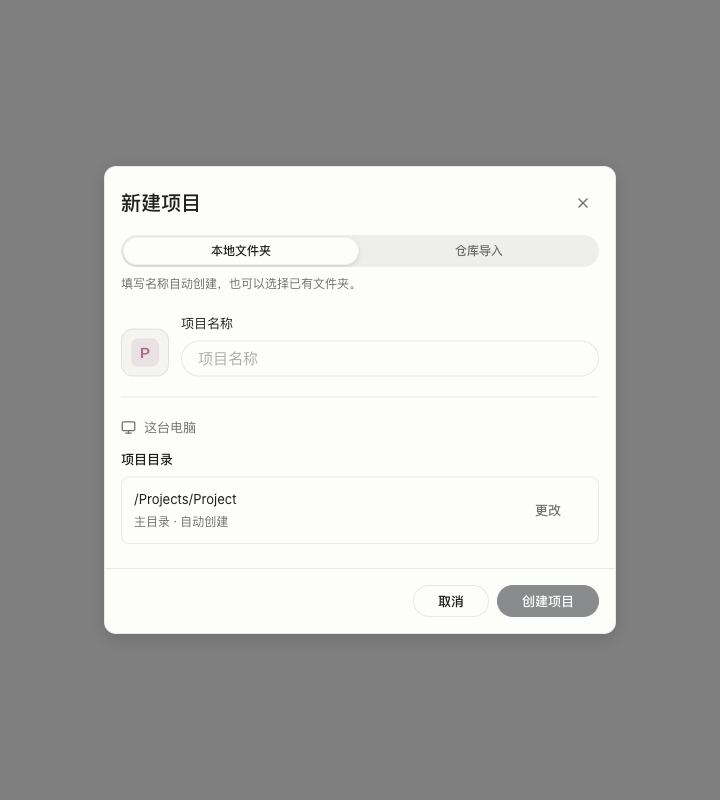 新建项目
本地文件夹
仓库导入
填写名称自动创建，也可以选择已有文件夹。
项目名称
P
项目名称
这台电脑
项目目录
/Projects/Project
主目录 · 自动创建
更改
取消
创建项目